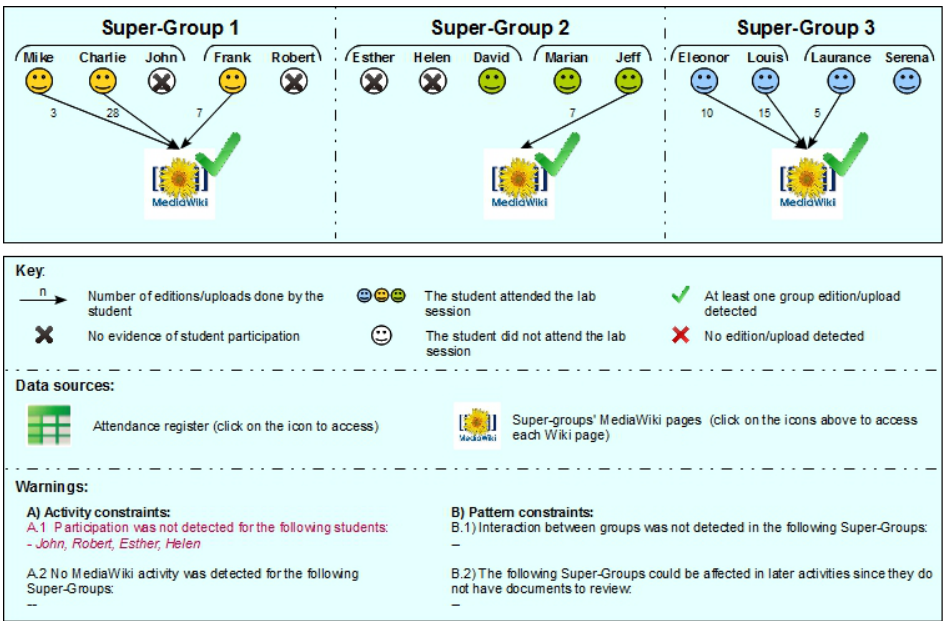 Super-Group 1
Super-Group 2
Super-Group 3
Mike Charlie John Frank Robert
Esther Helen David Marian Jeff
Eleonor Louis Laurance Serena
3 28 7
7
10 15 5
MediaWiki
MediaWiki
MediaWiki
Key:
n
Number of editions/uploads done by the
student
The student attended the lab
session
At least one group edition/upload
detected
No evidence of student participation
The student did not attend the lab
session
No edition/upload detected
Data sources:
Attendance register (click on the icon to access)
MediaWiki
Super-groups' MediaWiki pages (click on the icons above to access
each Wiki page)
Warnings:
A) Activity constraints:
A.1 Participation was not detected for the following students:
- John, Robert, Esther, Helen
A.2 No MediaWiki activity was detected for the following
Super-Groups:
--
B) Pattern constraints:
B.1) Interaction between groups was not detected in the following Super-Groups:
--
B.2) The following Super-Groups could be affected in later activities since they do
not have documents to review:
--